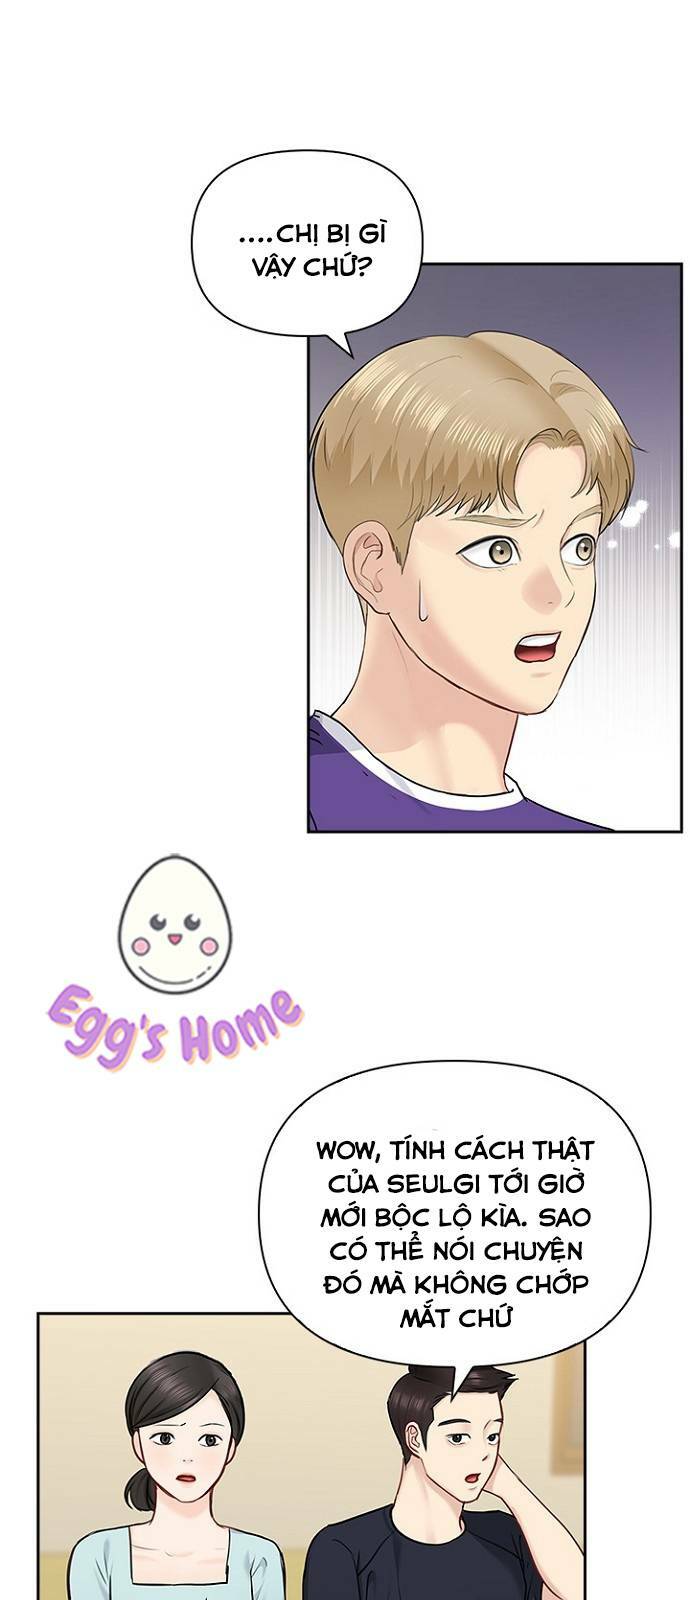 ....CHỊ BỊ GÌ
VẬY CHỨ?
Egg's Home
WOW, TÍNH CÁCH THẬT
CỦA SEULGI TỚI GIỜ
MỚI BỘC LỘ KÌA. SAO
CÓ THỂ NÓI CHUYỆN
ĐÓ MÀ KHÔNG CHỚP
MẮT CHỨ